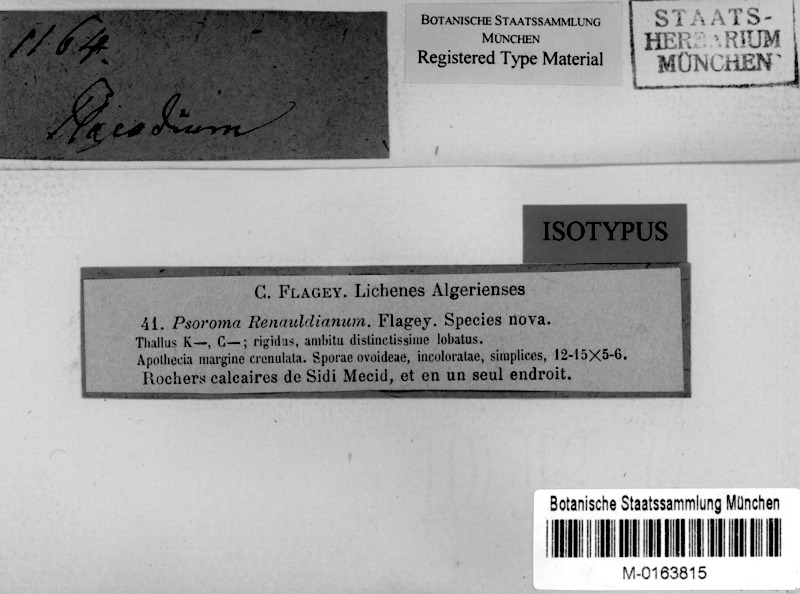 1164.
Placodium
BOTANISCHE STAATSSAMMLUNG
MÜNCHEN
Registered Type Material
STAATS-
HERBARIUM
MÜNCHEN
ISOTYPUS
C. FLAGEY. Lichenes Algerienses
41. Psoroma Renauldianum. Flagey. Species nova.
Thallus K—, C—; rigidus, ambitu distinctissime lobatus.
Apothecia margine crenulata. Sporae ovoideae, incoloratae, simplices, 12-15×5-6.
Rochers calcaires de Sidi Mecid, et en un seul endroit.
Botanische Staatssammlung München
M-0163815